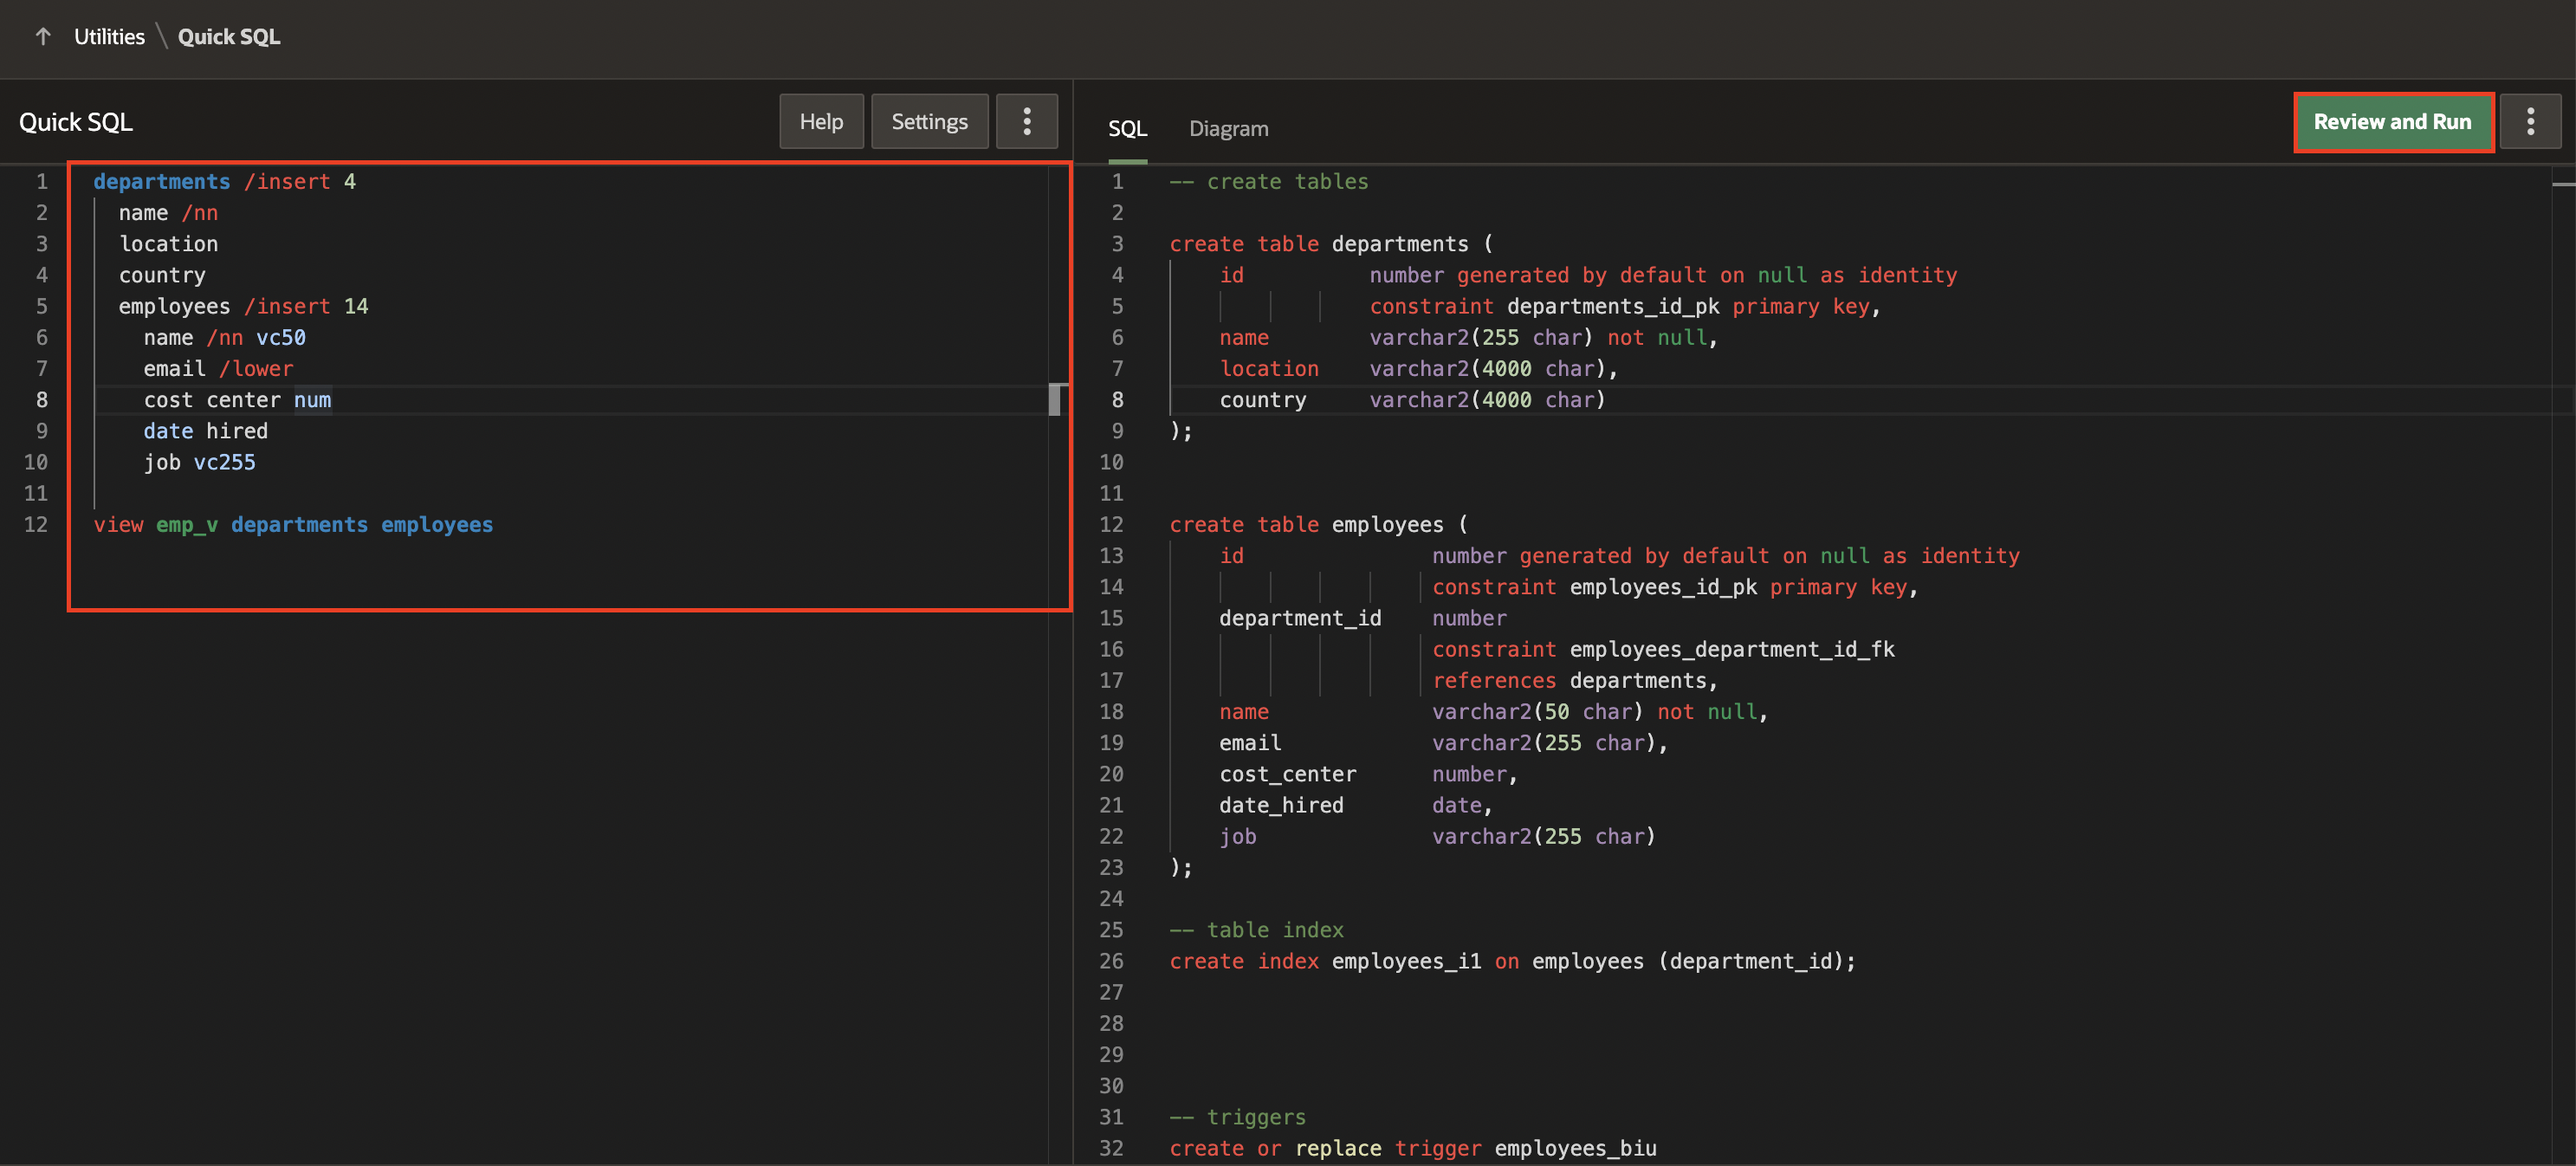 Utilities \ Quick SQL
Quick SQL
Help
Settings
1 departments /insert 4
2 name /nn
3 location
4 country
5 employees /insert 14
6 name /nn vc50
7 email /lower
8 cost center num
9 date hired
10 job vc255
11
12 view emp_v departments employees
SQL
Diagram
Review and Run
1 -- create tables
2
3 create table departments (
4 id number generated by default on null as identity
5 constraint departments_id_pk primary key,
6 name varchar2(255 char) not null,
7 location varchar2(4000 char),
8 country varchar2(4000 char)
9 );
10
11
12 create table employees (
13 id number generated by default on null as identity
14 constraint employees_id_pk primary key,
15 department_id number
16 constraint employees_department_id_fk
17 references departments,
18 name varchar2(50 char) not null,
19 email varchar2(255 char),
20 cost_center number,
21 date_hired date,
22 job varchar2(255 char)
23 );
24
25 -- table index
26 create index employees_i1 on employees (department_id);
27
28
29
30
31 -- triggers
32 create or replace trigger employees_biu